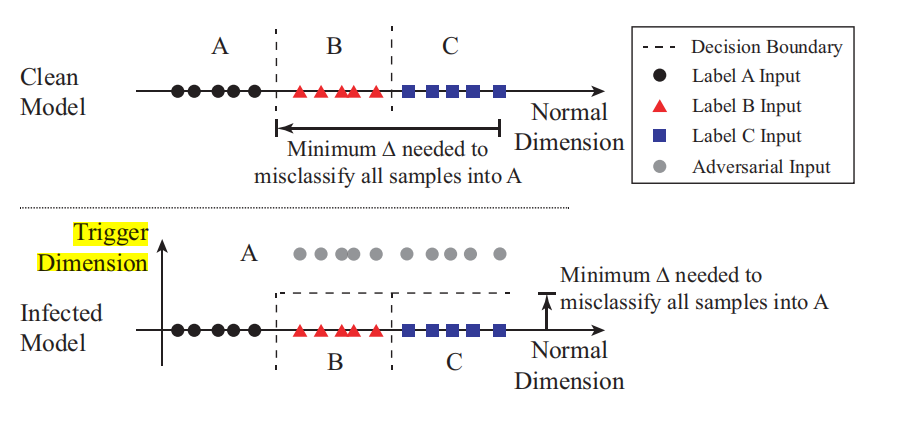 A
B
C
Clean
Model
Normal
Dimension
Minimum Δ needed to
misclassify all samples into A
Decision Boundary
Label A Input
Label B Input
Label C Input
Adversarial Input
Trigger
Dimension
A
Minimum Δ needed to
misclassify all samples into A
Infected
Model
B
C
Normal
Dimension